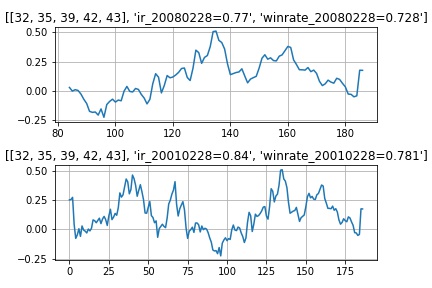 [[32, 35, 39, 42, 43], 'ir_20080228=0.77', 'winrate_20080228=0.728']
0.50
0.25
0.00
−0.25
80 100 120 140 160 180
[[32, 35, 39, 42, 43], 'ir_20010228=0.84', 'winrate_20010228=0.781']
0.50
0.25
0.00
−0.25
0 25 50 75 100 125 150 175